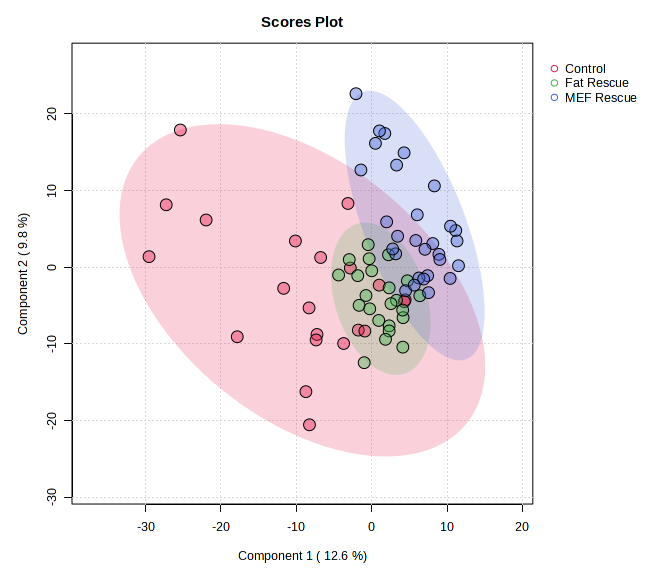 Scores Plot
Control
Fat Rescue
MEF Rescue
Component 2 ( 9.8 %)
20
10
0
-10
-20
-30
-30 -20 -10 0 10 20
Component 1 ( 12.6 %)